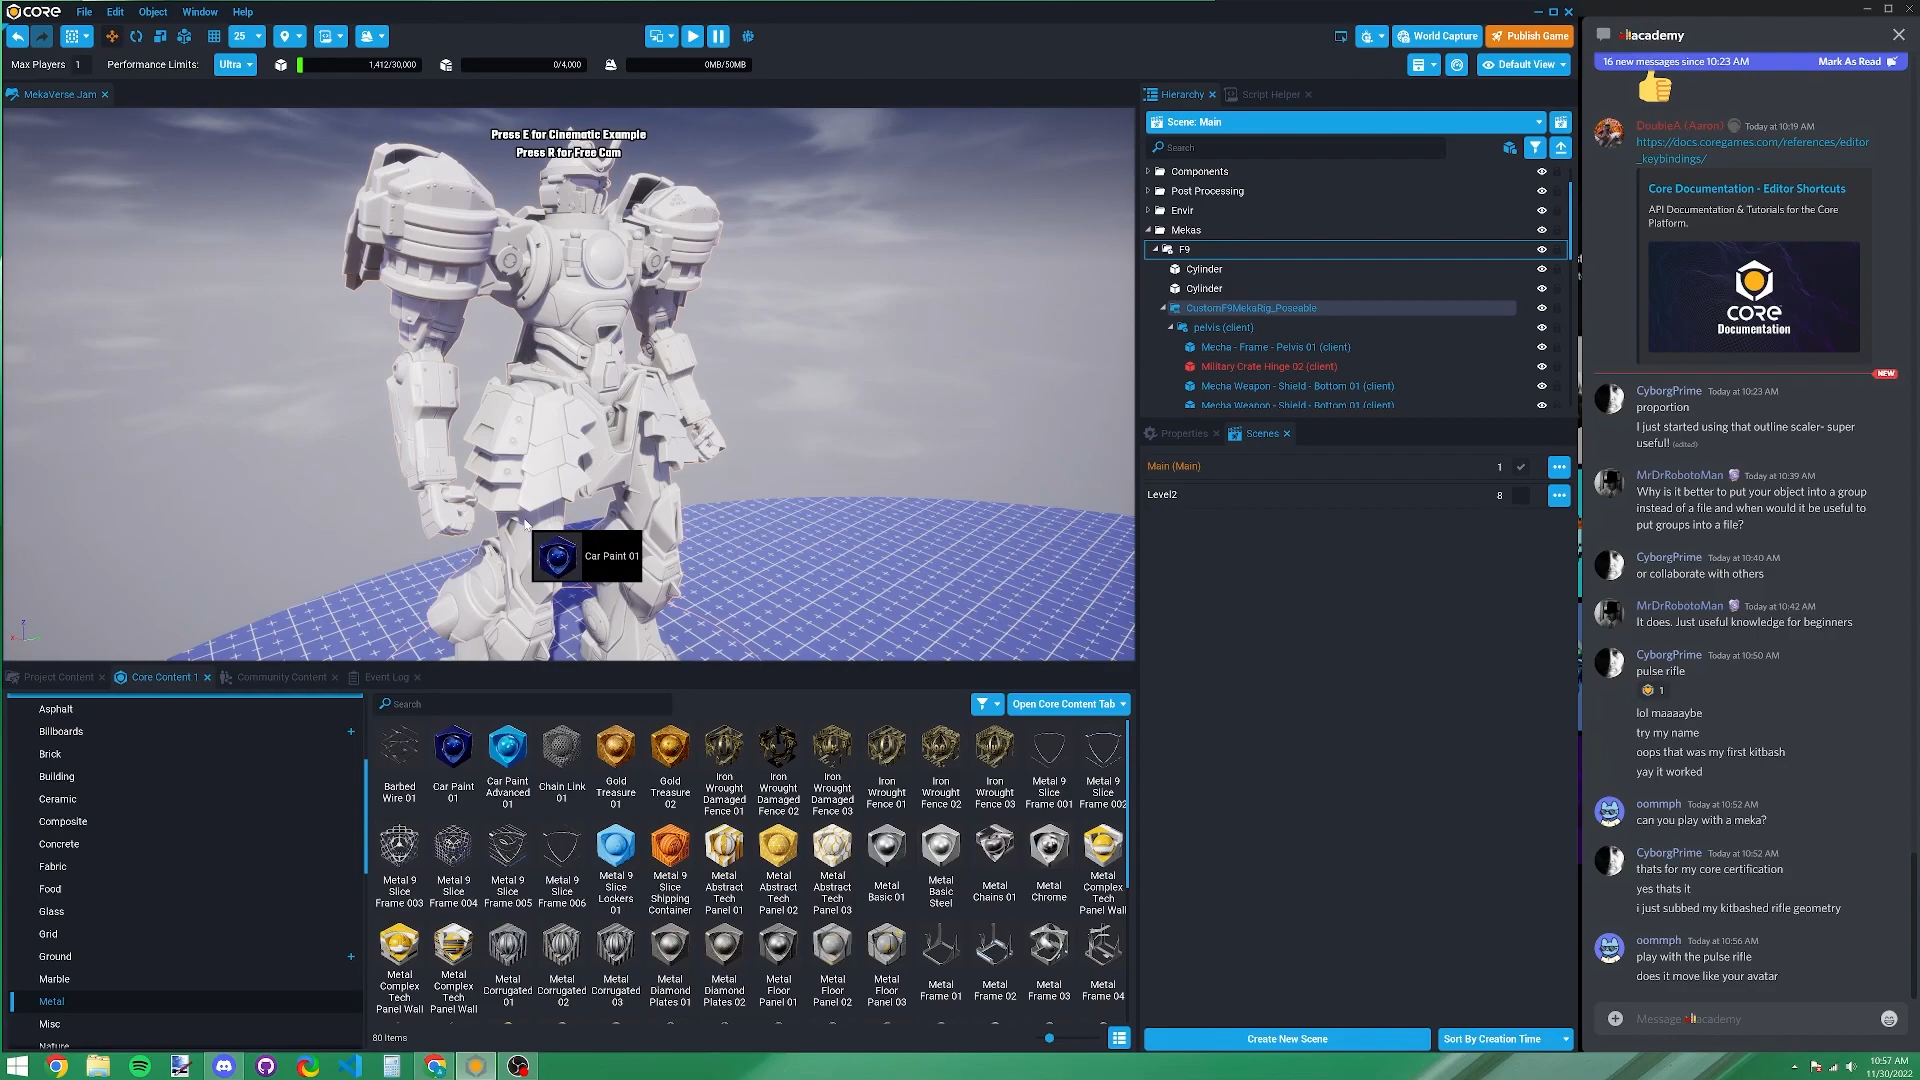 CORE File Edit Object Window Help
25
World Capture
Publish Game
Max Players 1 Performance Limits: Ultra 1,412/30,000 0/4,000 0MB/50MB
Default View
MekaVerse Jam
Press E for Cinematic Example
Press R for Free Cam
Car Paint 01
Z
Hierarchy Script Helper
Scene: Main
Search
Components
Post Processing
Envir
Mekas
F9
Cylinder
Cylinder
CustomF9MekaRig_Poseable
pelvis (client)
Mecha - Frame - Pelvis 01 (client)
Military Crate Hinge 02 (client)
Mecha Weapon - Shield - Bottom 01 (client)
Mecha Weapon - Shield - Bottom 01 (client)
Properties Scenes
Main (Main) 1
Level2 8
Create New Scene
Sort By Creation Time
Project Content Core Content 1 Community Content Event Log
Asphalt
Billboards
Brick
Building
Ceramic
Composite
Concrete
Fabric
Food
Glass
Grid
Ground
Marble
Metal
Misc
Nature
Search
Open Core Content Tab
Barbed Wire 01
Car Paint 01
Car Paint Advanced 01
Chain Link 01
Gold Treasure 01
Gold Treasure 02
Iron Wrought Damaged Fence 01
Iron Wrought Damaged Fence 02
Iron Wrought Damaged Fence 03
Iron Wrought Fence 01
Iron Wrought Fence 02
Iron Wrought Fence 03
Metal 9 Slice Frame 001
Metal 9 Slice Frame 002
Metal 9 Slice Frame 003
Metal 9 Slice Frame 004
Metal 9 Slice Frame 005
Metal 9 Slice Frame 006
Metal 9 Slice Lockers 01
Metal 9 Slice Shipping Container
Metal Abstract Tech Panel 01
Metal Abstract Tech Panel 02
Metal Abstract Tech Panel 03
Metal Basic 01
Metal Basic Steel
Metal Chains 01
Metal Chrome
Metal Complex Tech Panel Wall
Metal Complex Tech Panel Wall
Metal Complex Tech Panel Wall
Metal Corrugated 01
Metal Corrugated 02
Metal Corrugated 03
Metal Diamond Plates 01
Metal Diamond Plates 02
Metal Floor Panel 01
Metal Floor Panel 02
Metal Floor Panel 03
Metal Frame 01
Metal Frame 02
Metal Frame 03
Metal Frame 04
80 Items
academy
16 new messages since 10:23 AM Mark As Read
DoubleA (Aaron) Today at 10:19 AM
https://docs.coregames.com/references/editor
_keybindings/
Core Documentation - Editor Shortcuts
API Documentation & Tutorials for the Core
Platform.
CORE
Documentation
NEW
CyborgPrime Today at 10:23 AM
proportion
I just started using that outline scaler- super
useful! (edited)
MrDrRobotoMan Today at 10:39 AM
Why is it better to put your object into a group
instead of a file and when would it be useful to
put groups into a file?
CyborgPrime Today at 10:40 AM
or collaborate with others
MrDrRobotoMan Today at 10:42 AM
It does. Just useful knowledge for beginners
CyborgPrime Today at 10:50 AM
pulse rifle
1
lol maaaaybe
try my name
oops that was my first kitbash
yay it worked
oommph Today at 10:52 AM
can you play with a meka?
CyborgPrime Today at 10:52 AM
thats for my core certification
yes thats it
i just subbed my kitbashed rifle geometry
oommph Today at 10:56 AM
play with the pulse rifle
does it move like your avatar
Message academy
10:57 AM
11/30/2022